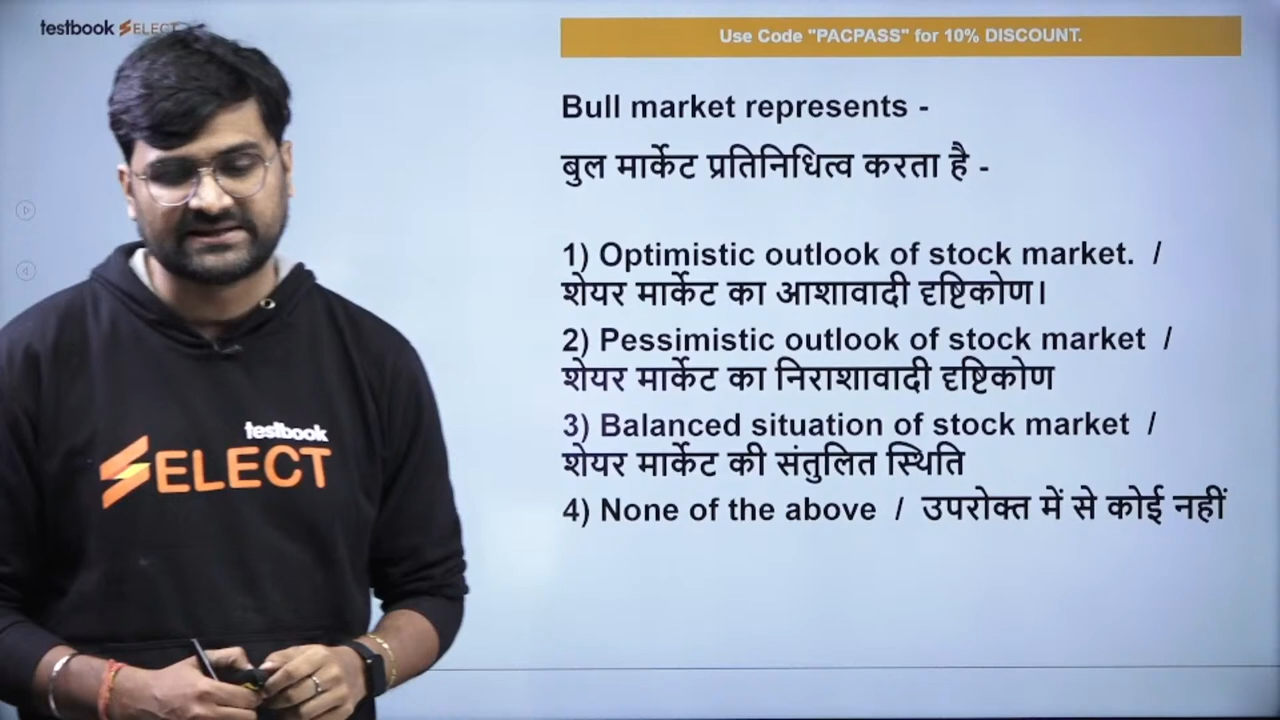 testbook SELECT
Use Code "PACPASS" for 10% DISCOUNT.
Bull market represents -
बुल मार्केट प्रतिनिधित्व करता है -
1) Optimistic outlook of stock market. /
शेयर मार्केट का आशावादी दृष्टिकोण।
2) Pessimistic outlook of stock market /
शेयर मार्केट का निराशावादी दृष्टिकोण
3) Balanced situation of stock market /
शेयर मार्केट की संतुलित स्थिति
4) None of the above / उपरोक्त में से कोई नहीं
testbook
SELECT